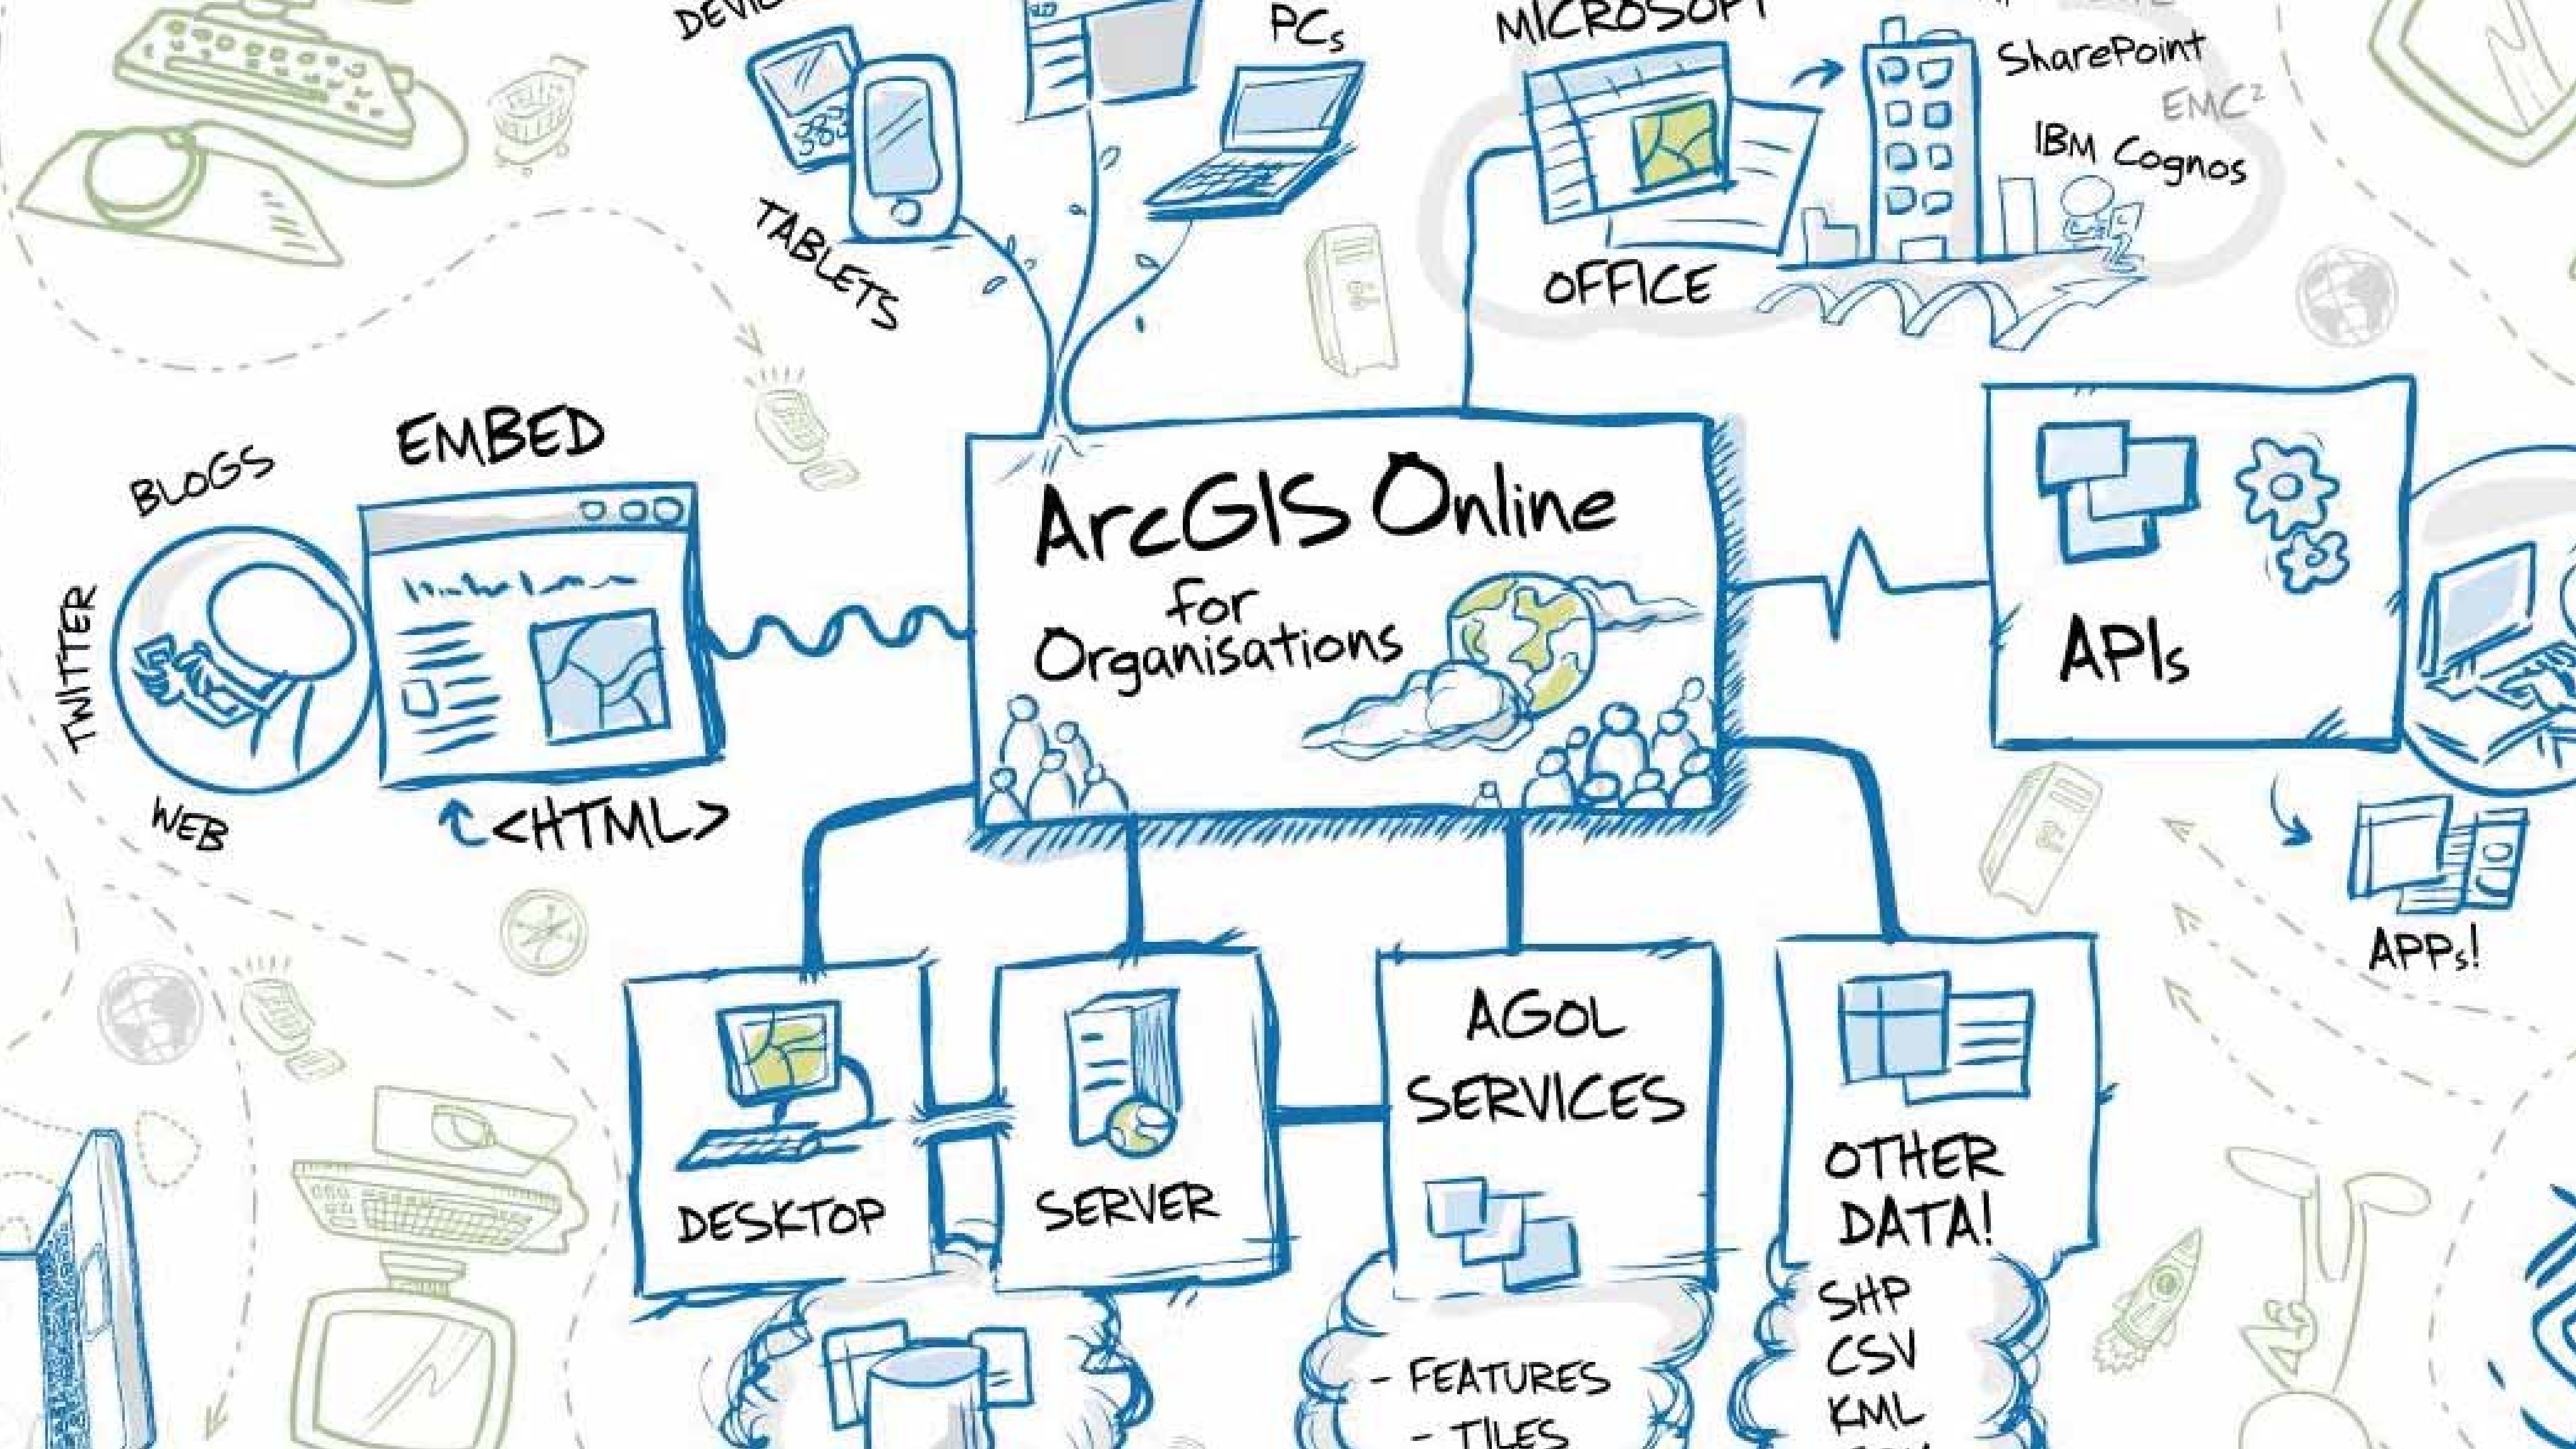 PCs
MICROSOFT
SharePoint
EMC²
IBM Cognos
TABLETS
OFFICE
EMBED
BLOGS
TWITTER
WEB
<HTML>
ArcGIS Online
for
Organisations
APIs
APPs!
DESKTOP
SERVER
AGOL
SERVICES
- FEATURES
- TILES
OTHER
DATA!
SHP
CSV
KML